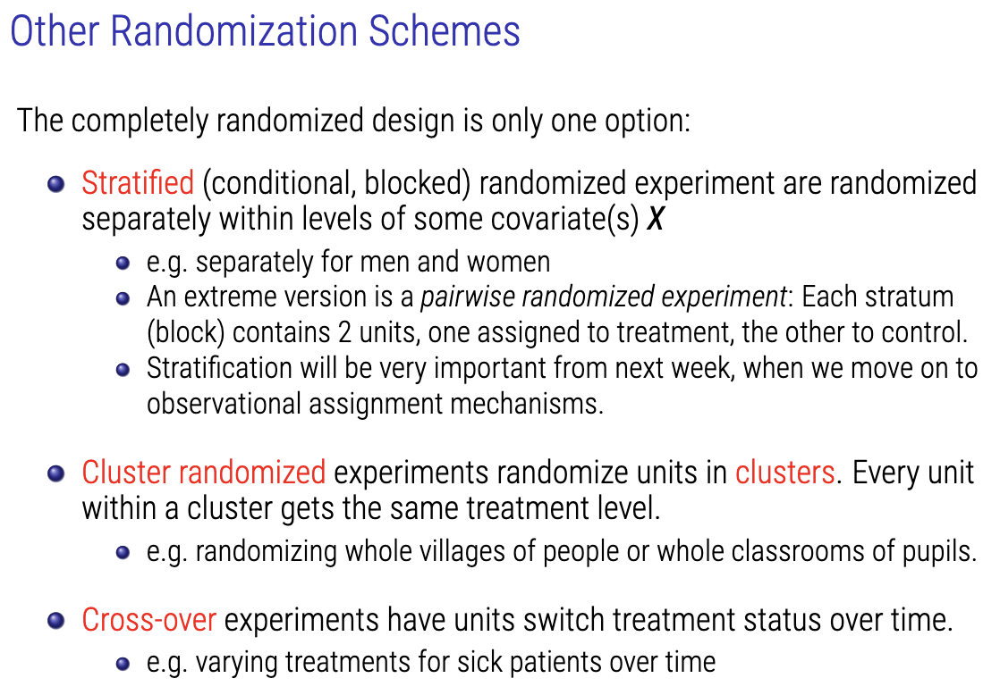 Other Randomization Schemes
The completely randomized design is only one option:
Stratified (conditional, blocked) randomized experiment are randomized
separately within levels of some covariate(s) X
e.g. separately for men and women
An extreme version is a pairwise randomized experiment: Each stratum
(block) contains 2 units, one assigned to treatment, the other to control.
Stratification will be very important from next week, when we move on to
observational assignment mechanisms.
Cluster randomized experiments randomize units in clusters. Every unit
within a cluster gets the same treatment level.
e.g. randomizing whole villages of people or whole classrooms of pupils.
Cross-over experiments have units switch treatment status over time.
e.g. varying treatments for sick patients over time